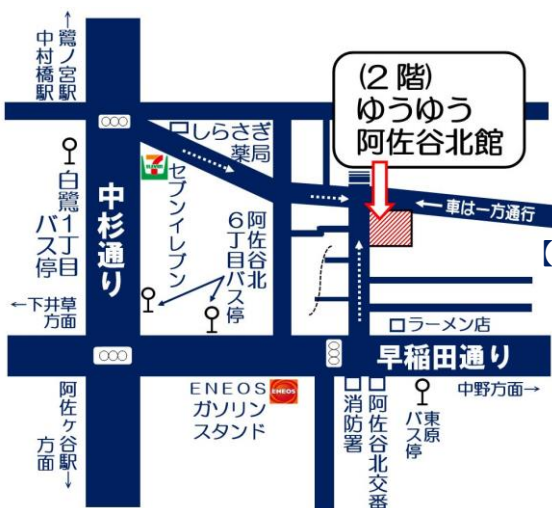 ↑鷺ノ宮駅
中村橋駅
白鷺1丁目
バス停
中杉通り
7
ELEVEN
セブンイレブン
しらさぎ
薬局
(2階)
ゆうゆう
阿佐谷北館
←車は一方通行
阿佐谷北
6丁目バス停
←下井草
方面
ラーメン店
早稲田通り
中野方面→
阿佐ヶ谷駅
方面↓
ENEOS
ENEOS
ガソリン
スタンド
消防署
阿佐谷北交番
東原
バス停